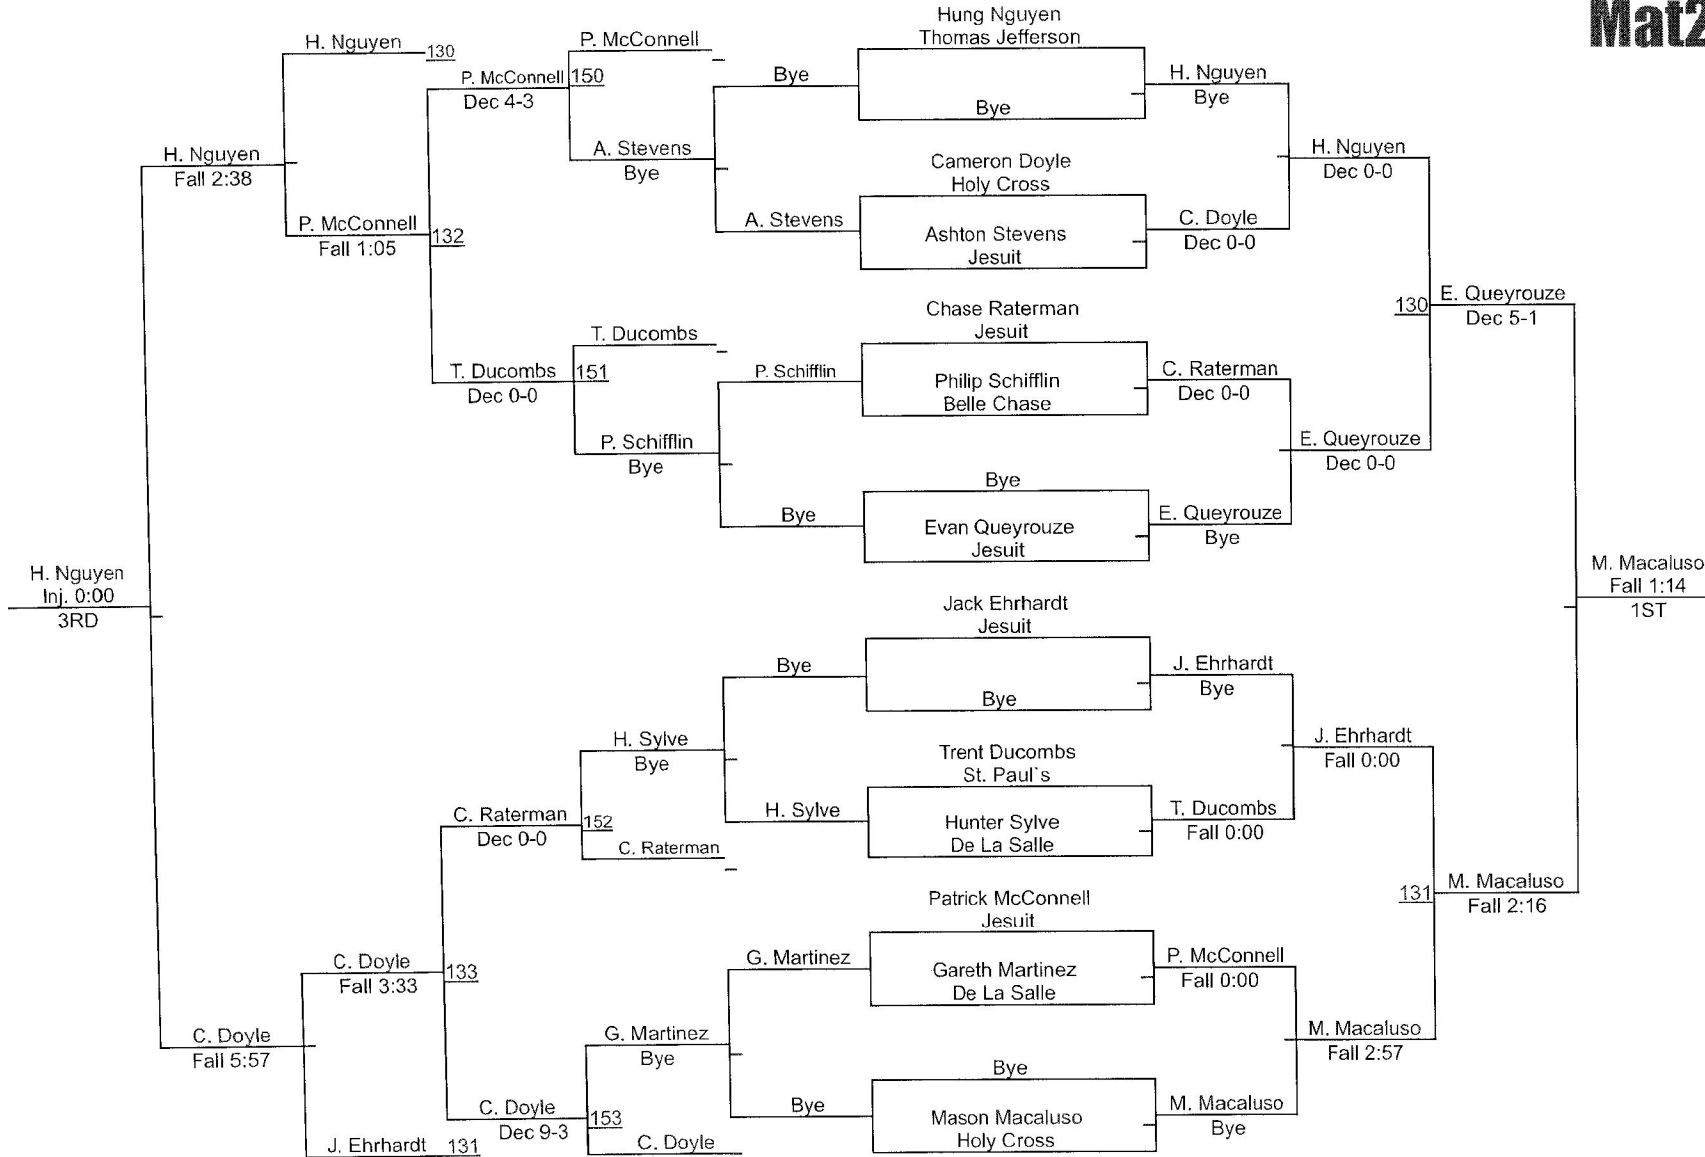 Mat2
Hung Nguyen
Thomas Jefferson
Bye
Cameron Doyle
Holy Cross
Ashton Stevens
Jesuit
Chase Raterman
Jesuit
Philip Schifflin
Belle Chase
Bye
Evan Queyrouze
Jesuit
Jack Ehrhardt
Jesuit
Bye
Trent Ducombs
St. Paul`s
Hunter Sylve
De La Salle
Patrick McConnell
Jesuit
Gareth Martinez
De La Salle
Bye
Mason Macaluso
Holy Cross
H. Nguyen
Bye
C. Doyle
Dec 0-0
C. Raterman
Dec 0-0
E. Queyrouze
Bye
J. Ehrhardt
Bye
T. Ducombs
Fall 0:00
P. McConnell
Fall 0:00
M. Macaluso
Bye
H. Nguyen
Dec 0-0
E. Queyrouze
Dec 0-0
J. Ehrhardt
Fall 0:00
M. Macaluso
Fall 2:57
130
E. Queyrouze
Dec 5-1
131
M. Macaluso
Fall 2:16
M. Macaluso
Fall 1:14
1ST
Bye
A. Stevens
P. Schifflin
Bye
Bye
H. Sylve
G. Martinez
Bye
P. McConnell
150
A. Stevens
Bye
T. Ducombs
151
P. Schifflin
Bye
H. Sylve
Bye
152
C. Raterman
G. Martinez
Bye
153
C. Doyle
P. McConnell
Dec 4-3
132
T. Ducombs
Dec 0-0
C. Raterman
Dec 0-0
133
C. Doyle
Dec 9-3
H. Nguyen
130
P. McConnell
Fall 1:05
C. Doyle
Fall 3:33
J. Ehrhardt
131
H. Nguyen
Fall 2:38
C. Doyle
Fall 5:57
H. Nguyen
Inj. 0:00
3RD